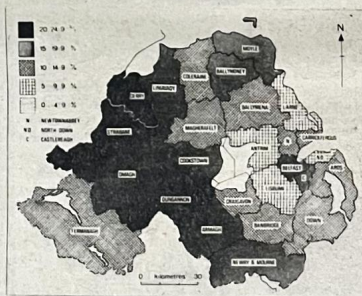 20-24.9 %
15-19.9 %
10-14.9 %
5-9.9 %
0-4.9 %
N NEWTOWNABBEY
N D NORTH DOWN
C CASTLEREAGH
MOYLE
COLERAINE
BALLYMONEY
LIMAVADY
DERRY
BALLYMENA
LARNE
STRABANE
MAGHERAFELT
CARRICKFERGUS
ANTRIM
N
N D
COOKSTOWN
BELFAST
C
ARDS
OMAGH
LISBURN
DUNGANNON
CRAIGAVON
DOWN
FERMANAGH
ARMAGH
BANBRIDGE
NEWRY & MOURNE
0 kilometres 30